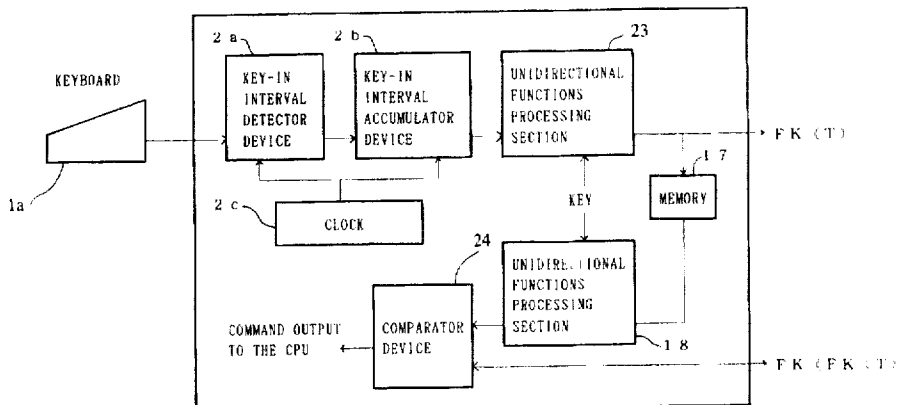 2 a
2 b
23
KEYBOARD
KEY-IN
INTERVAL
DETECTOR
DEVICE
KEY-IN
INTERVAL
ACCUMULATOR
DEVICE
UNIDIRECTIONAL
FUNCTIONS
PROCESSING
SECTION
FK (T)
1a
1 7
MEMORY
2 c
CLOCK
KEY
24
UNIDIRECTIONAL
FUNCTIONS
PROCESSING
SECTION
COMMAND OUTPUT
TO THE CPU
COMPARATOR
DEVICE
1 8
FK (FK (T)